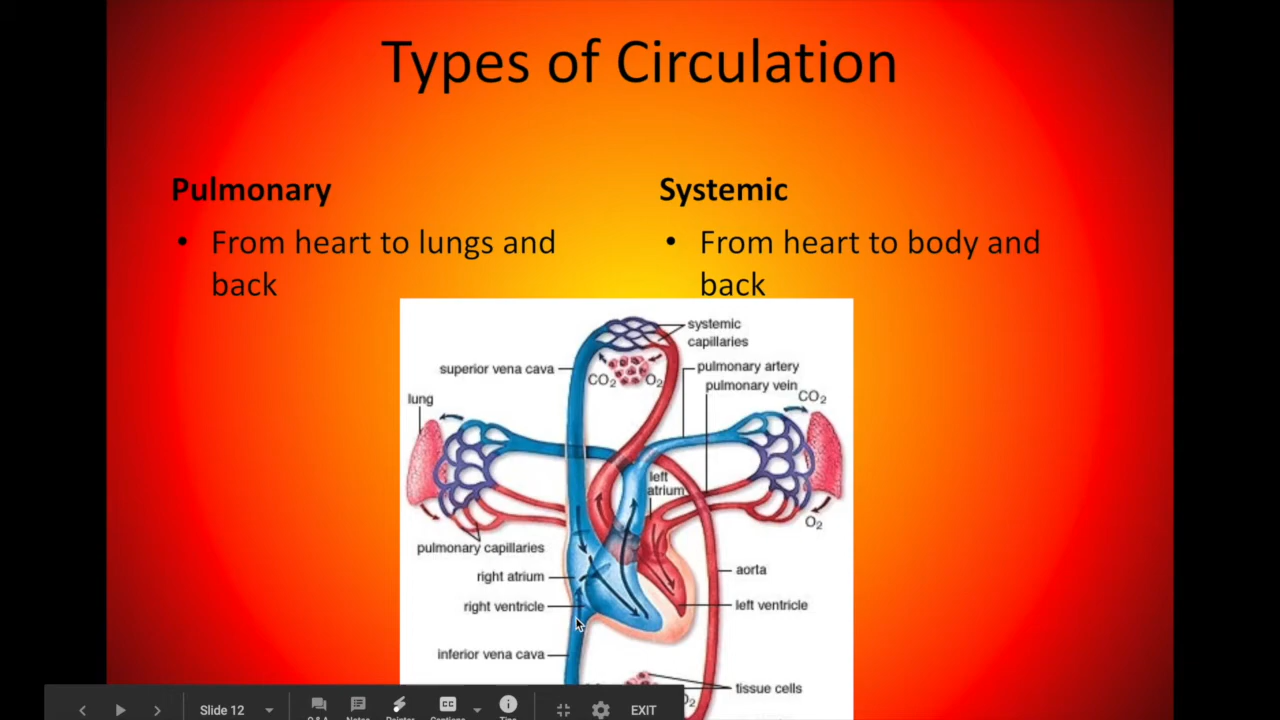 Types of Circulation
Pulmonary
• From heart to lungs and
back
Systemic
• From heart to body and
back
systemic
capillaries
superior vena cava
CO2
O2
pulmonary artery
pulmonary vein
CO2
lung
left
atrium
O2
pulmonary capillaries
right atrium
aorta
right ventricle
left ventricle
inferior vena cava
tissue cells
Slide 12
EXIT